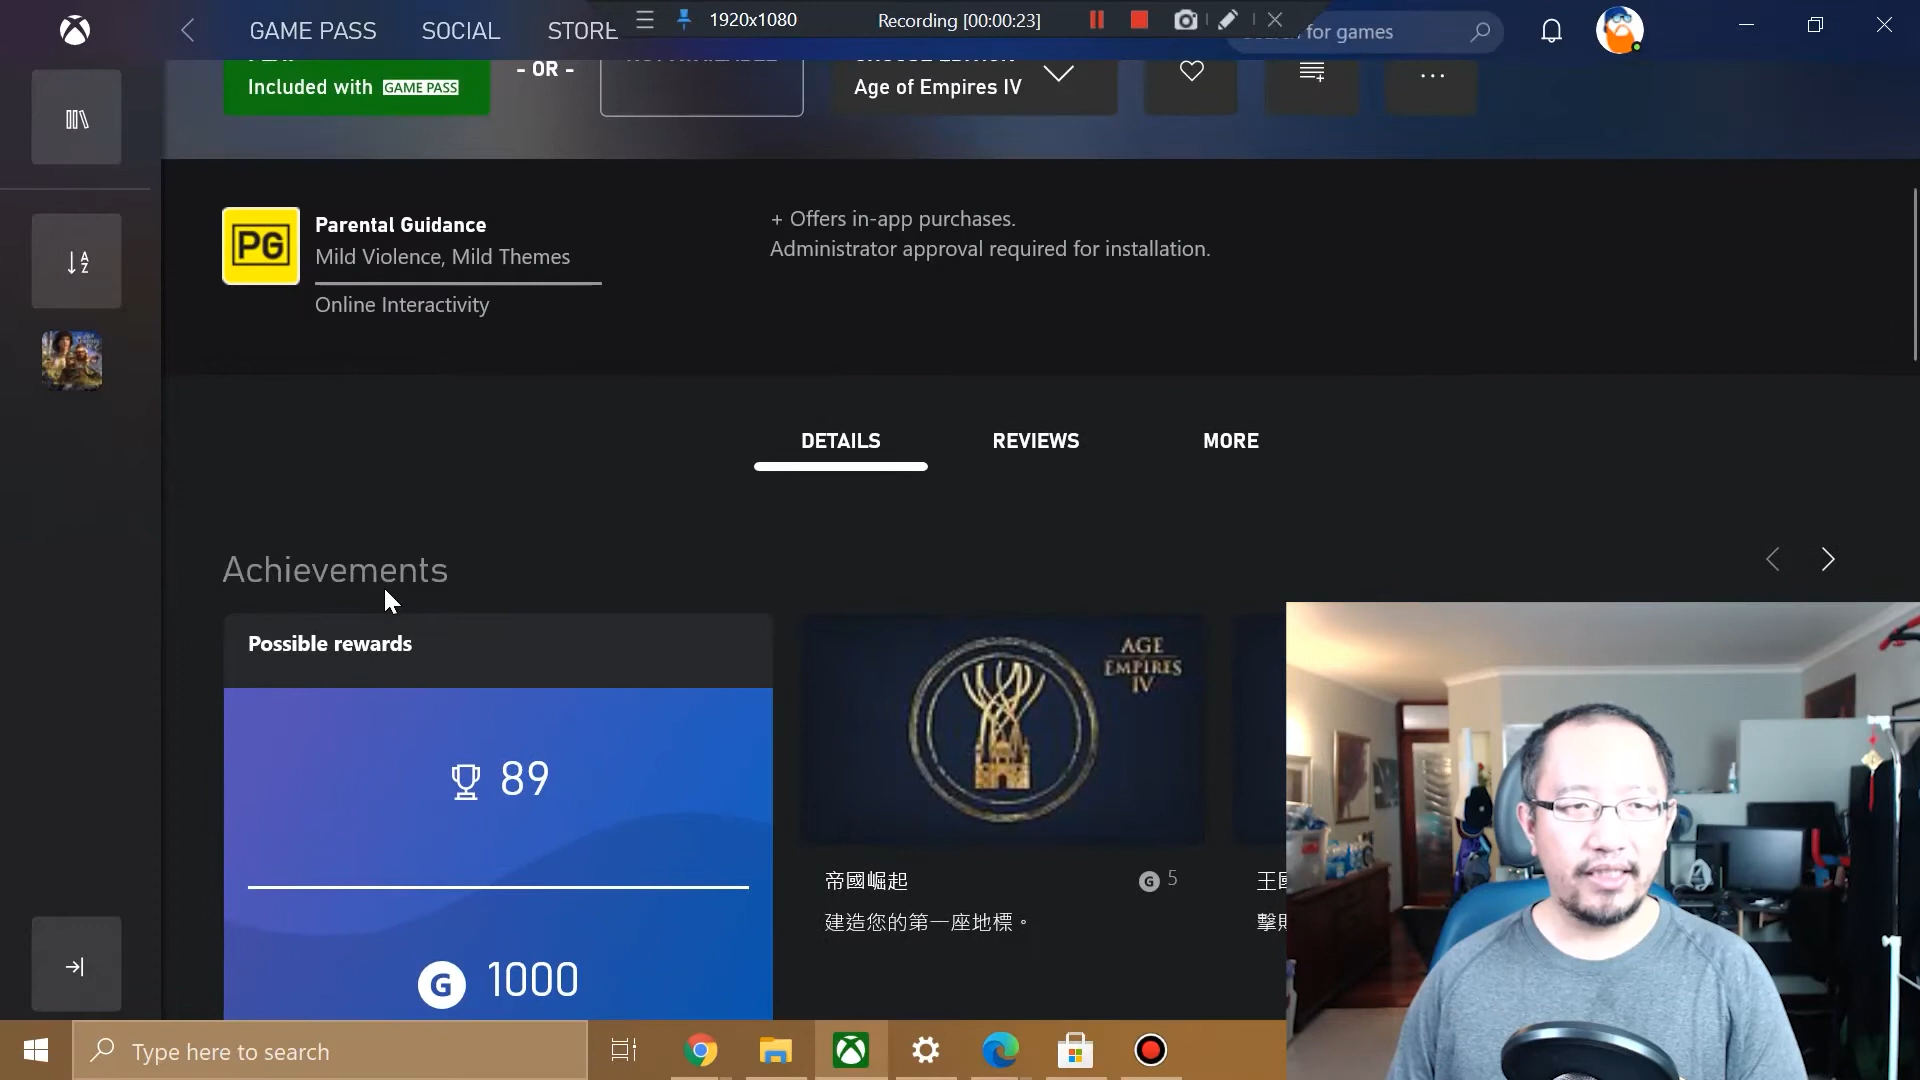 GAME PASS
SOCIAL
STORE
1920x1080
Recording [00:00:23]
for games
Included with GAME PASS
- OR -
Age of Empires IV
PG
Parental Guidance
Mild Violence, Mild Themes
Online Interactivity
+ Offers in-app purchases.
Administrator approval required for installation.
A
Z
DETAILS
REVIEWS
MORE
Achievements
Possible rewards
89
G 1000
AGE
EMPIRES
IV
帝國崛起
G 5
建造您的第一座地標。
Type here to search